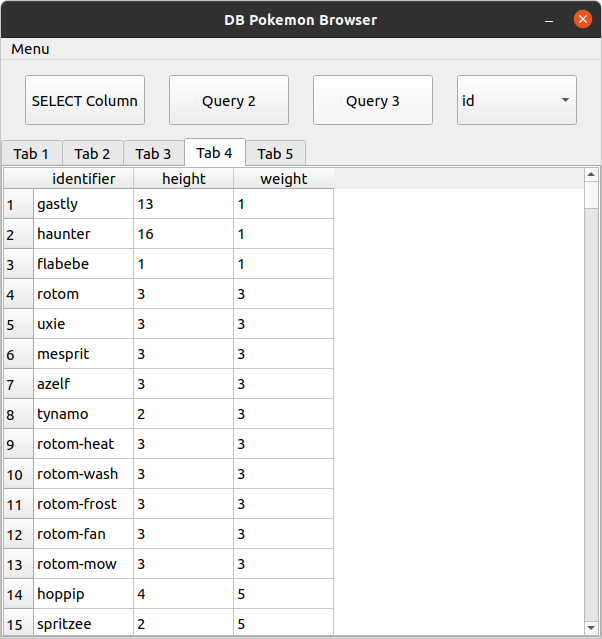 DB Pokemon Browser
Menu
SELECT Column Query 2 Query 3 id
Tab 1 Tab 2 Tab 3 Tab 4 Tab 5
identifier height weight
1 gastly 13 1
2 haunter 16 1
3 flabebe 1 1
4 rotom 3 3
5 uxie 3 3
6 mesprit 3 3
7 azelf 3 3
8 tynamo 2 3
9 rotom-heat 3 3
10 rotom-wash 3 3
11 rotom-frost 3 3
12 rotom-fan 3 3
13 rotom-mow 3 3
14 hoppip 4 5
15 spritzee 2 5